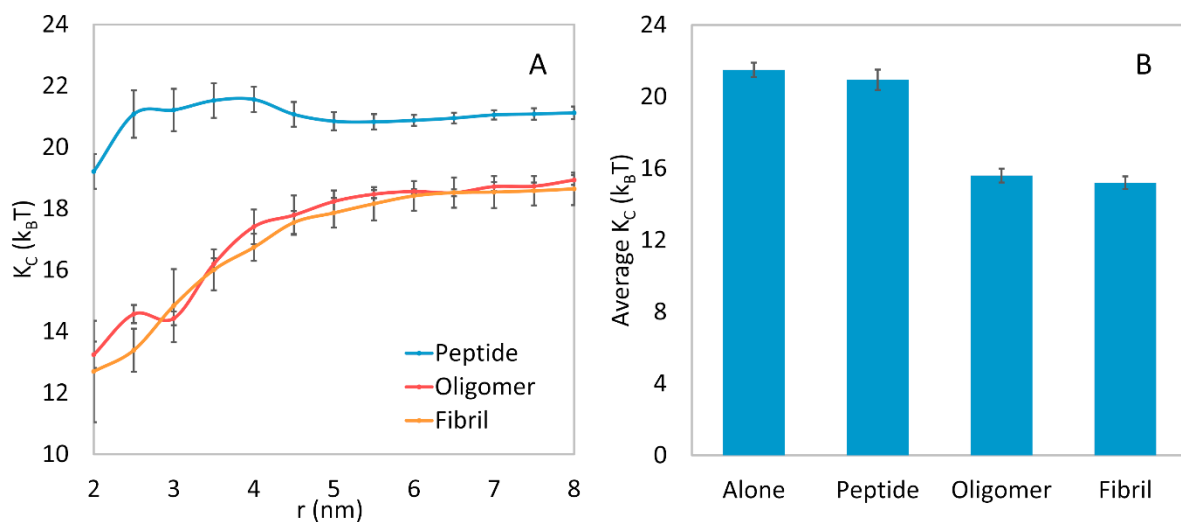 A
K_C (k_BT)
24
22
20
18
16
14
12
10
Peptide
Oligomer
Fibril
2 3 4 5 6 7 8
r (nm)
B
Average K_C (k_BT)
24
20
16
12
8
4
0
Alone Peptide Oligomer Fibril